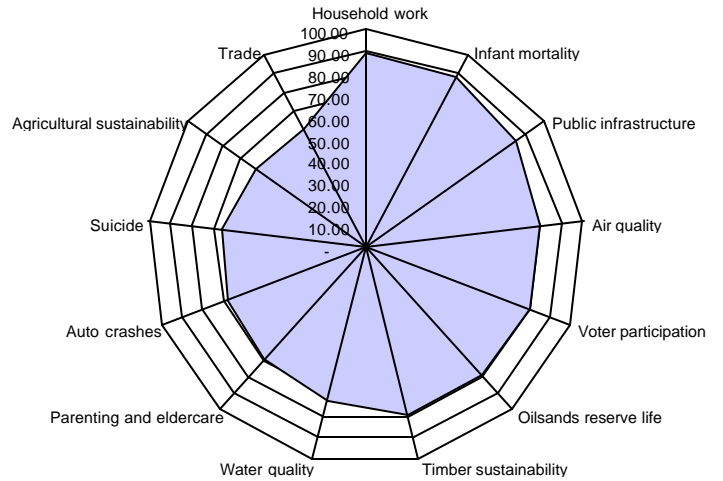 Household work
100.00
90.00
80.00
70.00
60.00
50.00
40.00
30.00
20.00
10.00
-
Infant mortality
Public infrastructure
Air quality
Voter participation
Oilsands reserve life
Timber sustainability
Water quality
Parenting and eldercare
Auto crashes
Suicide
Agricultural sustainability
Trade